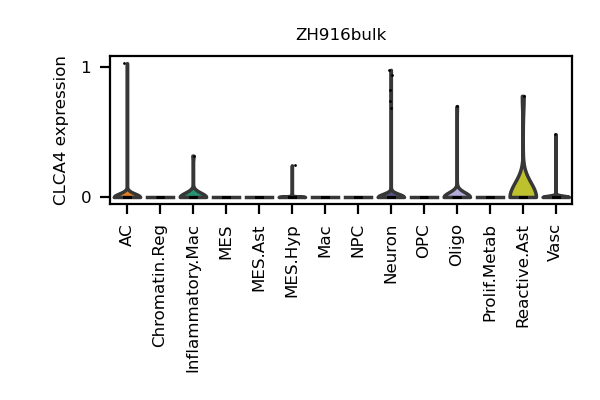 ZH916bulk
CLCA4 expression
1
0
AC
Chromatin.Reg
Inflammatory.Mac
MES
MES.Ast
MES.Hyp
Mac
NPC
Neuron
OPC
Oligo
Prolif.Metab
Reactive.Ast
Vasc